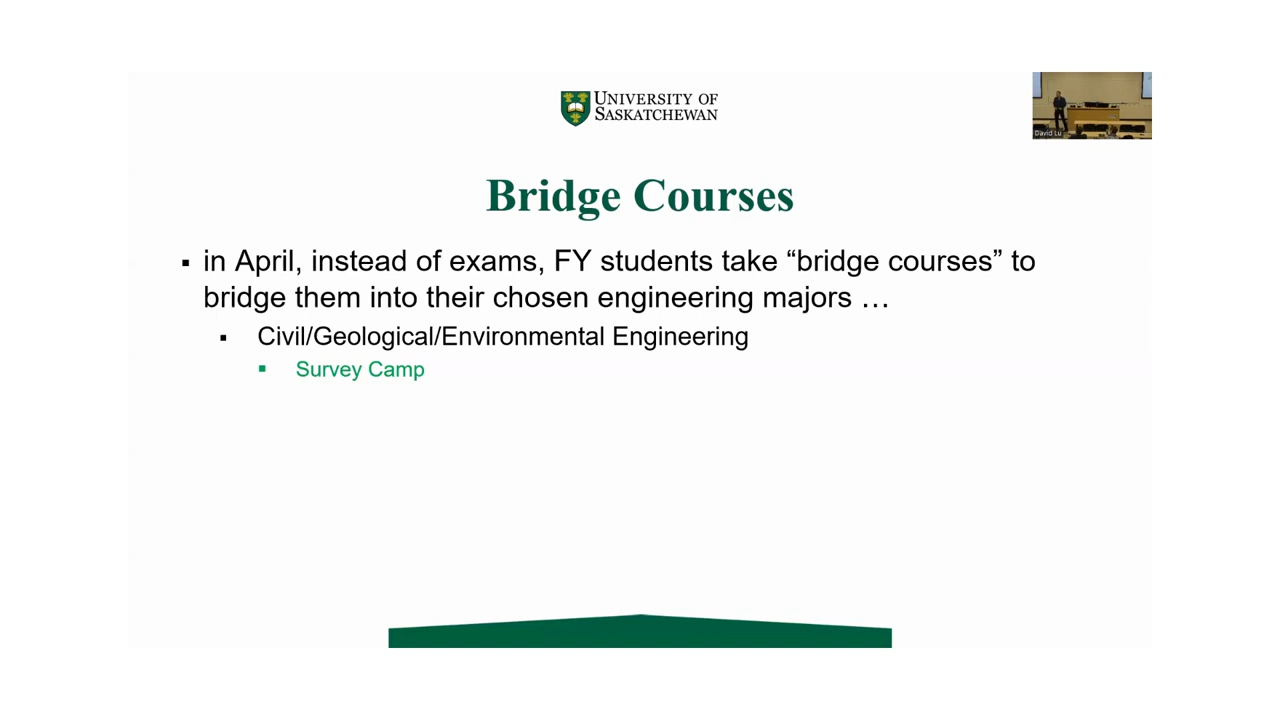 UNIVERSITY OF
SASKATCHEWAN
David Lu
Bridge Courses
▪ in April, instead of exams, FY students take “bridge courses” to
bridge them into their chosen engineering majors …
▪ Civil/Geological/Environmental Engineering
▪ Survey Camp